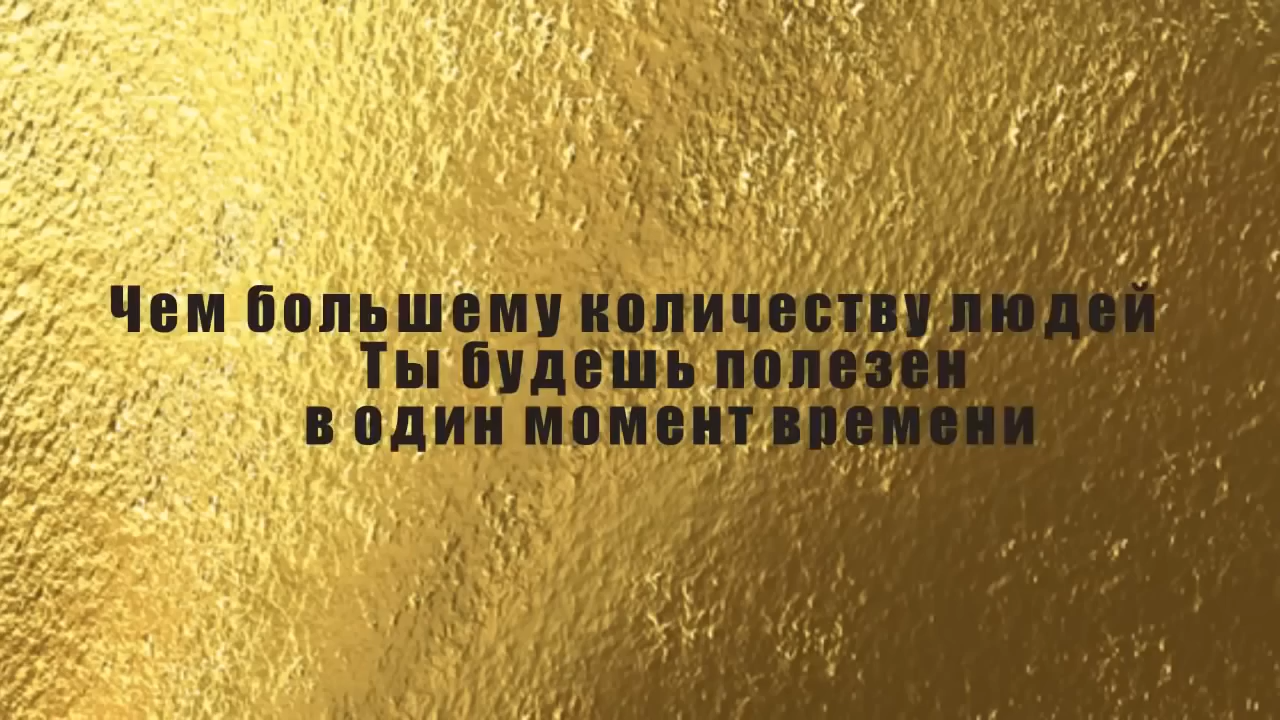 Чем большему количеству людей
Ты будешь полезен
в один момент времени